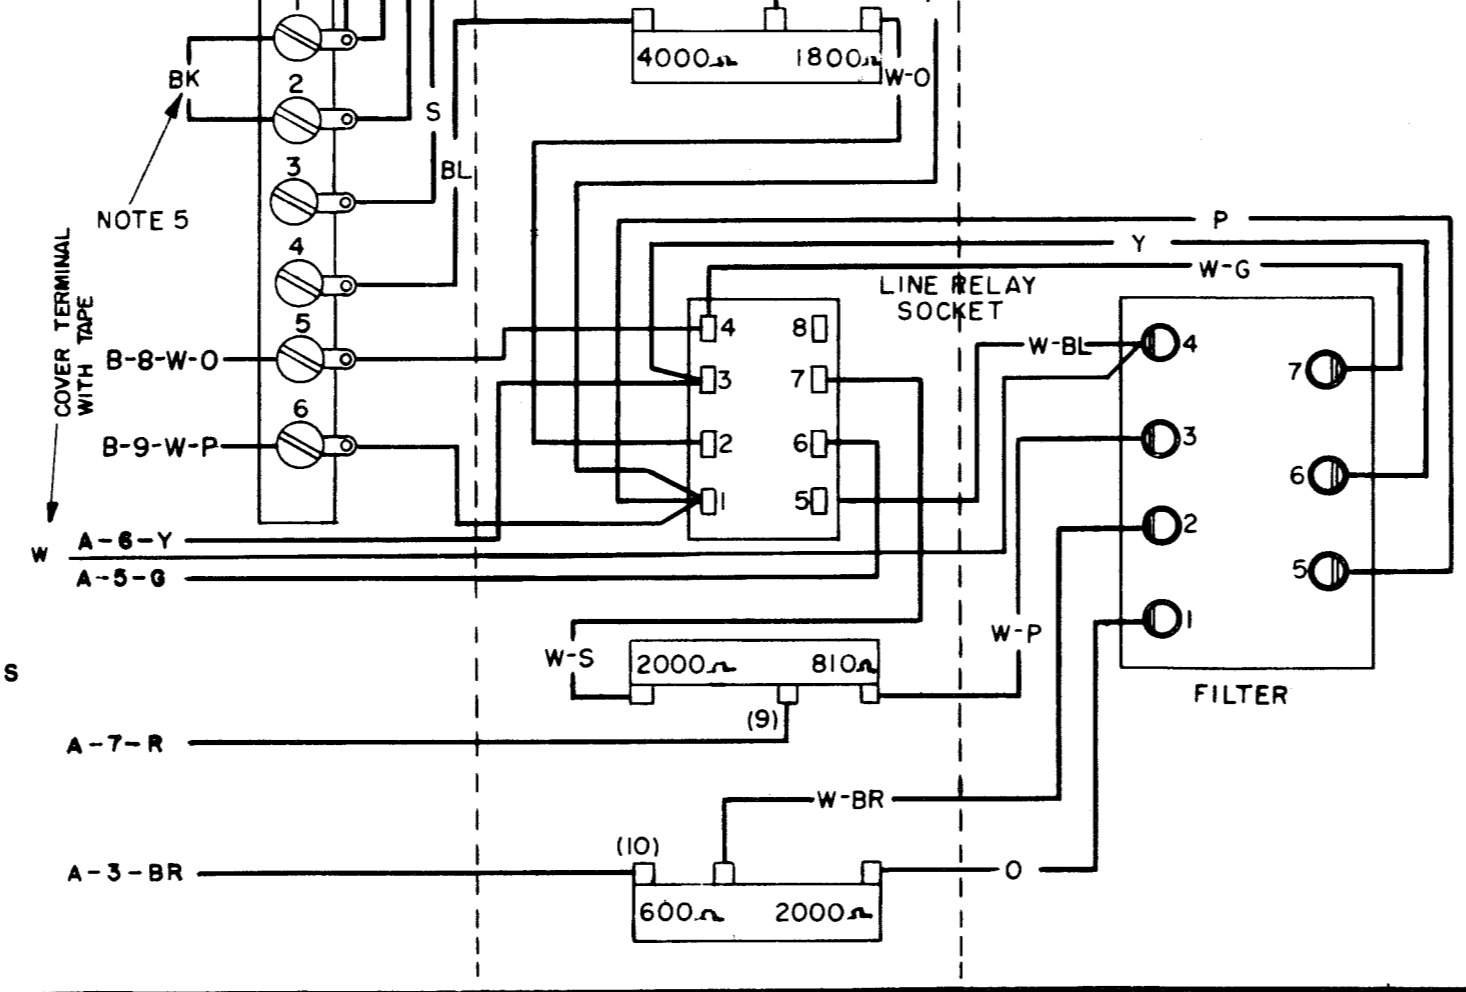 1
4000Ω 1800Ω
BK
2
W-O
S
3
BL
NOTE 5
P
COVER TERMINAL
WITH TAPE
4
Y
W-G
LINE RELAY
SOCKET
5
4 8
W-BL
4
B-8-W-O
7
3 7
6
3
B-9-W-P
2 6
6
1 5
2
W
A-6-Y
A-5-G
5
1
W-P
W-S
2000Ω 810Ω
S
FILTER
(9)
A-7-R
W-BR
(10)
A-3-BR
O
600Ω 2000Ω